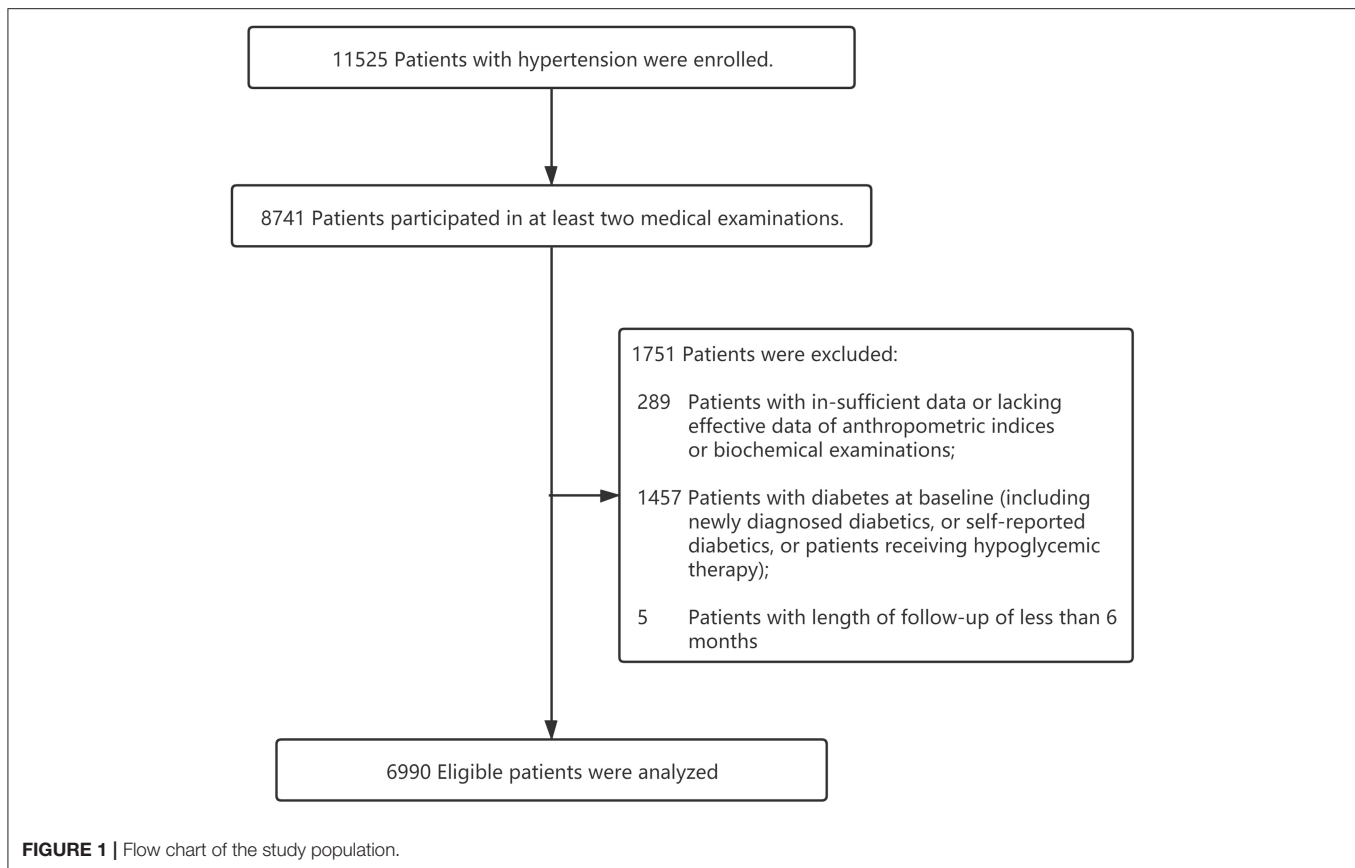 11525 Patients with hypertension were enrolled.
8741 Patients participated in at least two medical examinations.
1751 Patients were excluded:
289 Patients with in-sufficient data or lacking
effective data of anthropometric indices
or biochemical examinations;
1457 Patients with diabetes at baseline (including
newly diagnosed diabetics, or self-reported
diabetics, or patients receiving hypoglycemic
therapy);
5 Patients with length of follow-up of less than 6
months
6990 Eligible patients were analyzed
FIGURE 1 | Flow chart of the study population.